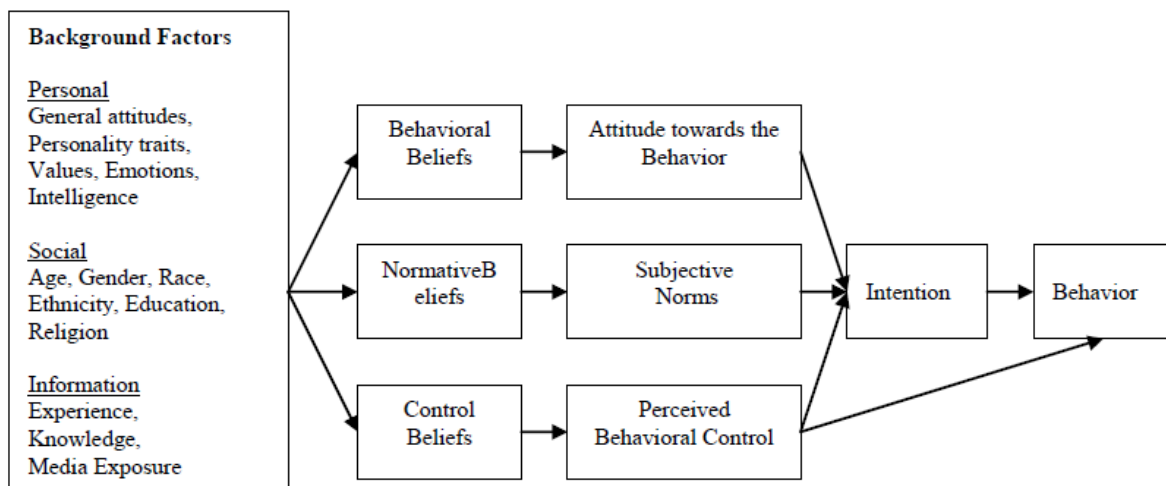 Background Factors
Personal
General attitudes,
Personality traits,
Values, Emotions,
Intelligence
Social
Age, Gender, Race,
Ethnicity, Education,
Religion
Information
Experience,
Knowledge,
Media Exposure
Behavioral
Beliefs
Attitude towards the
Behavior
NormativeB
eliefs
Subjective
Norms
Control
Beliefs
Perceived
Behavioral Control
Intention
Behavior